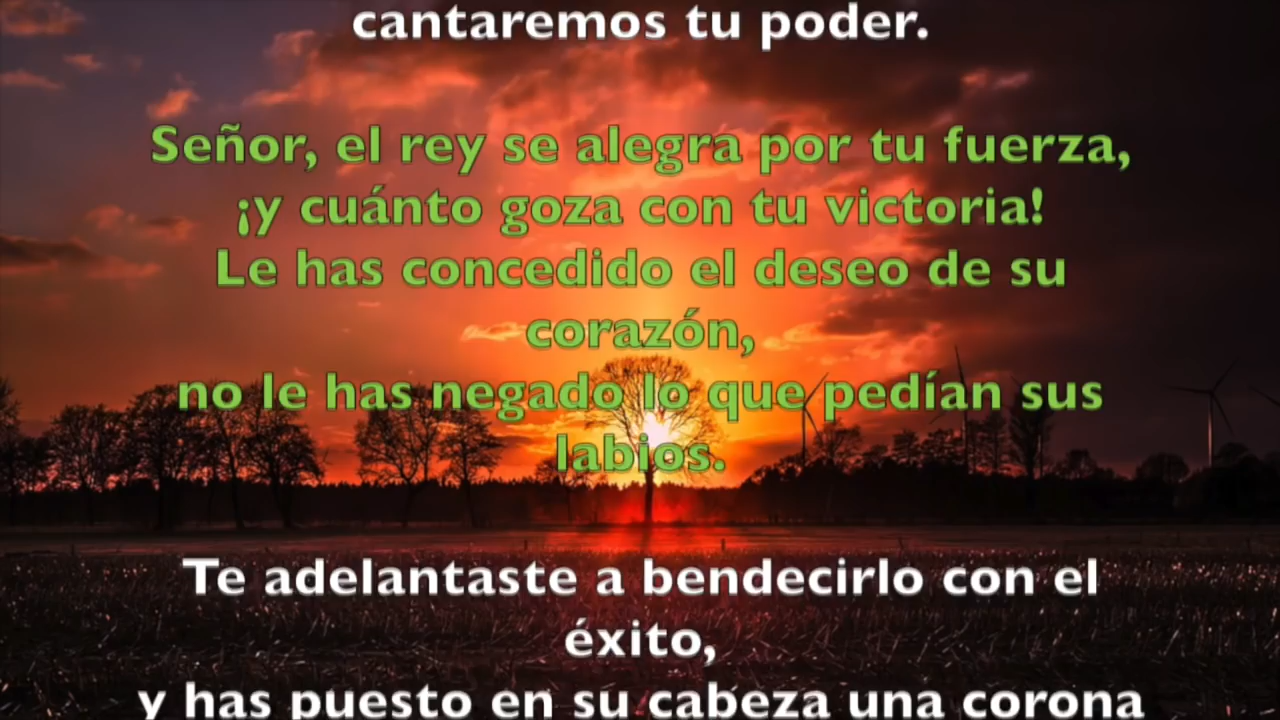 cantaremos tu poder.
Señor, el rey se alegra por tu fuerza,
¡y cuánto goza con tu victoria!
Le has concedido el deseo de su
corazón,
no le has negado lo que pedían sus
labios.
Te adelantaste a bendecirlo con el
éxito,
y has puesto en su cabeza una corona